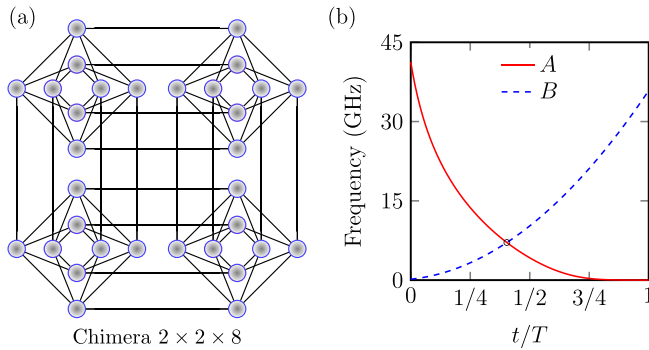 (a)
Chimera 2 × 2 × 8
(b)
Frequency (GHz)
45
30
15
0
A
B
0 1/4 1/2 3/4 1
t/T